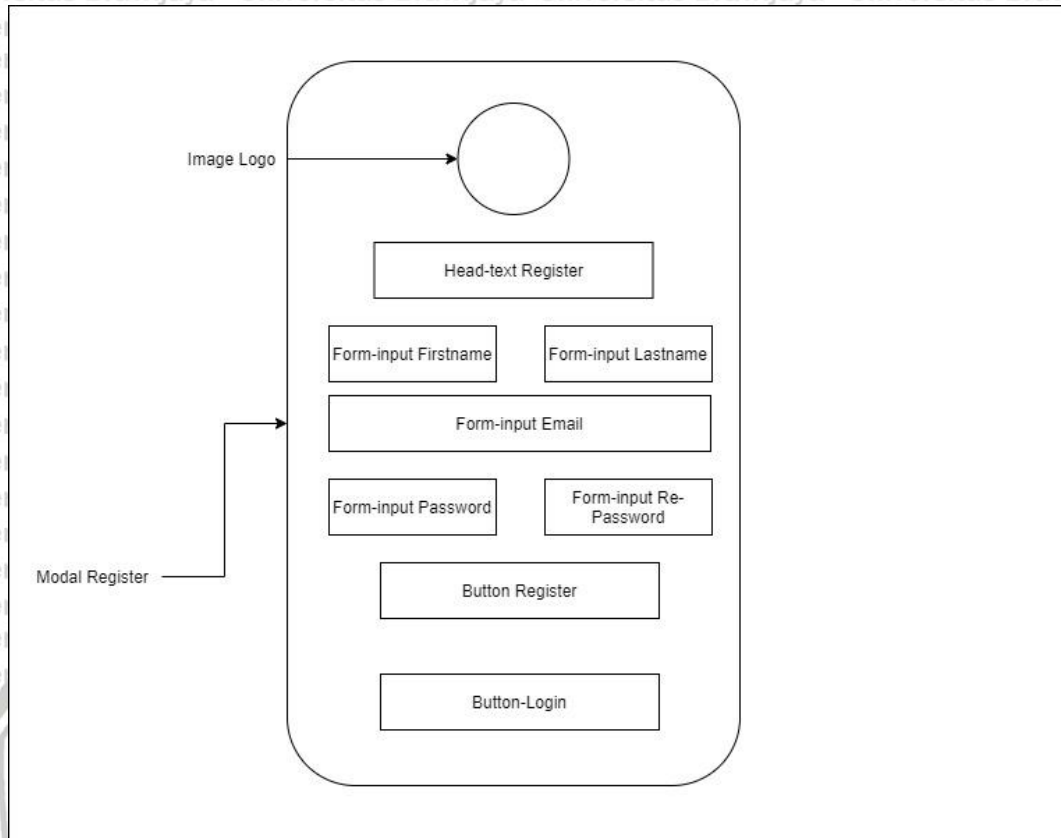 Image Logo
Head-text Register
Form-input Firstname
Form-input Lastname
Form-input Email
Form-input Password
Form-input Re-
Password
Modal Register
Button Register
Button-Login